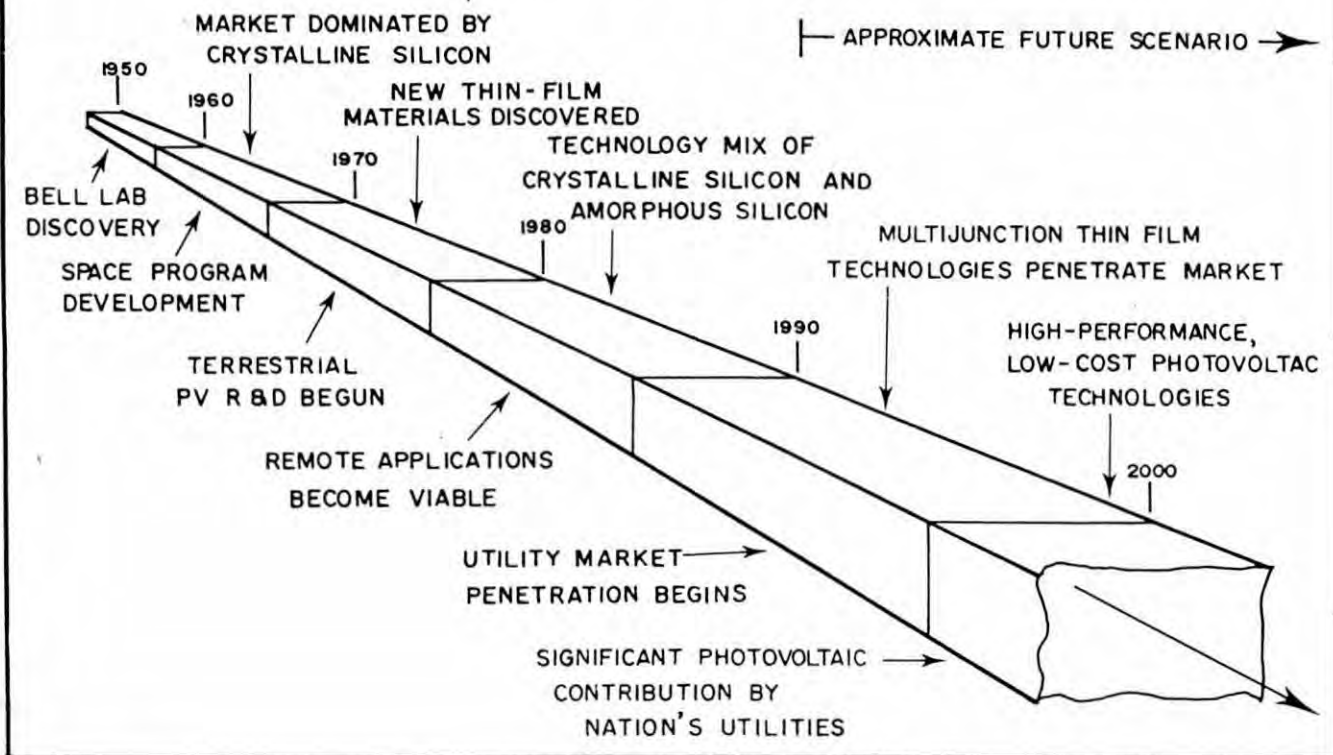 MARKET DOMINATED BY
CRYSTALLINE SILICON
├─ APPROXIMATE FUTURE SCENARIO →
1950
1960
NEW THIN-FILM
MATERIALS DISCOVERED
TECHNOLOGY MIX OF
CRYSTALLINE SILICON AND
AMORPHOUS SILICON
1970
BELL LAB
DISCOVERY
1980
MULTIJUNCTION THIN FILM
TECHNOLOGIES PENETRATE MARKET
SPACE PROGRAM
DEVELOPMENT
1990
HIGH-PERFORMANCE,
LOW-COST PHOTOVOLTAC
TECHNOLOGIES
TERRESTRIAL
PV R&D BEGUN
REMOTE APPLICATIONS
BECOME VIABLE
2000
UTILITY MARKET
PENETRATION BEGINS
SIGNIFICANT PHOTOVOLTAIC
CONTRIBUTION BY
NATION'S UTILITIES